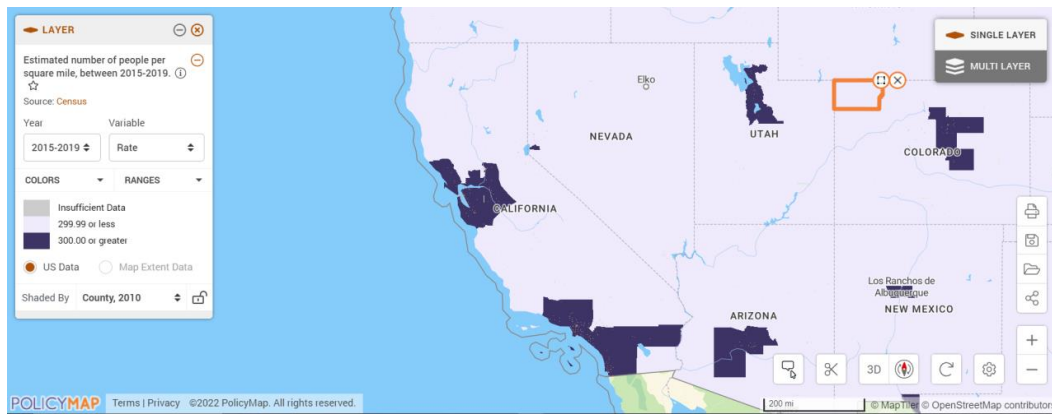 LAYER
Estimated number of people per
square mile, between 2015-2019.
Source: Census
Year Variable
2015-2019 Rate
COLORS RANGES
Insufficient Data
299.99 or less
300.00 or greater
US Data Map Extent Data
Shaded By County, 2010
SINGLE LAYER
MULTI LAYER
Elko
NEVADA
UTAH
COLORADO
CALIFORNIA
Los Ranchos de
Albuquerque
NEW MEXICO
ARIZONA
3D
200 mi
POLICYMAP Terms | Privacy ©2022 PolicyMap. All rights reserved.
© MapTiler © OpenStreetMap contributor